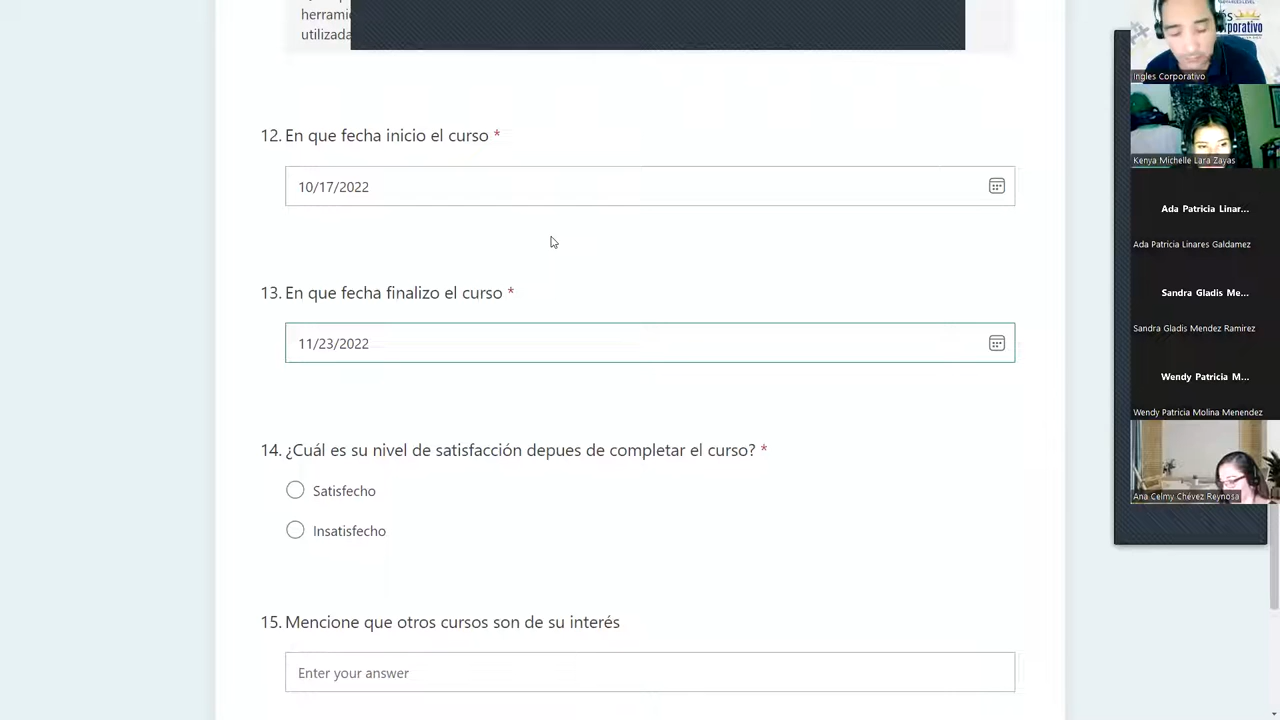 herrami
utilizada
12. En que fecha inicio el curso *
10/17/2022
13. En que fecha finalizo el curso *
11/23/2022
14. ¿Cuál es su nivel de satisfacción depues de completar el curso? *
Satisfecho
Insatisfecho
15. Mencione que otros cursos son de su interés
Enter your answer
Ingles Corporativo
Kenya Michelle Lara Zayas
Ada Patricia Linar...
Ada Patricia Linares Galdamez
Sandra Gladis Me...
Sandra Gladis Mendez Ramirez
Wendy Patricia M...
Wendy Patricia Molina Menendez
Ana Celmy Chévez Reynosa